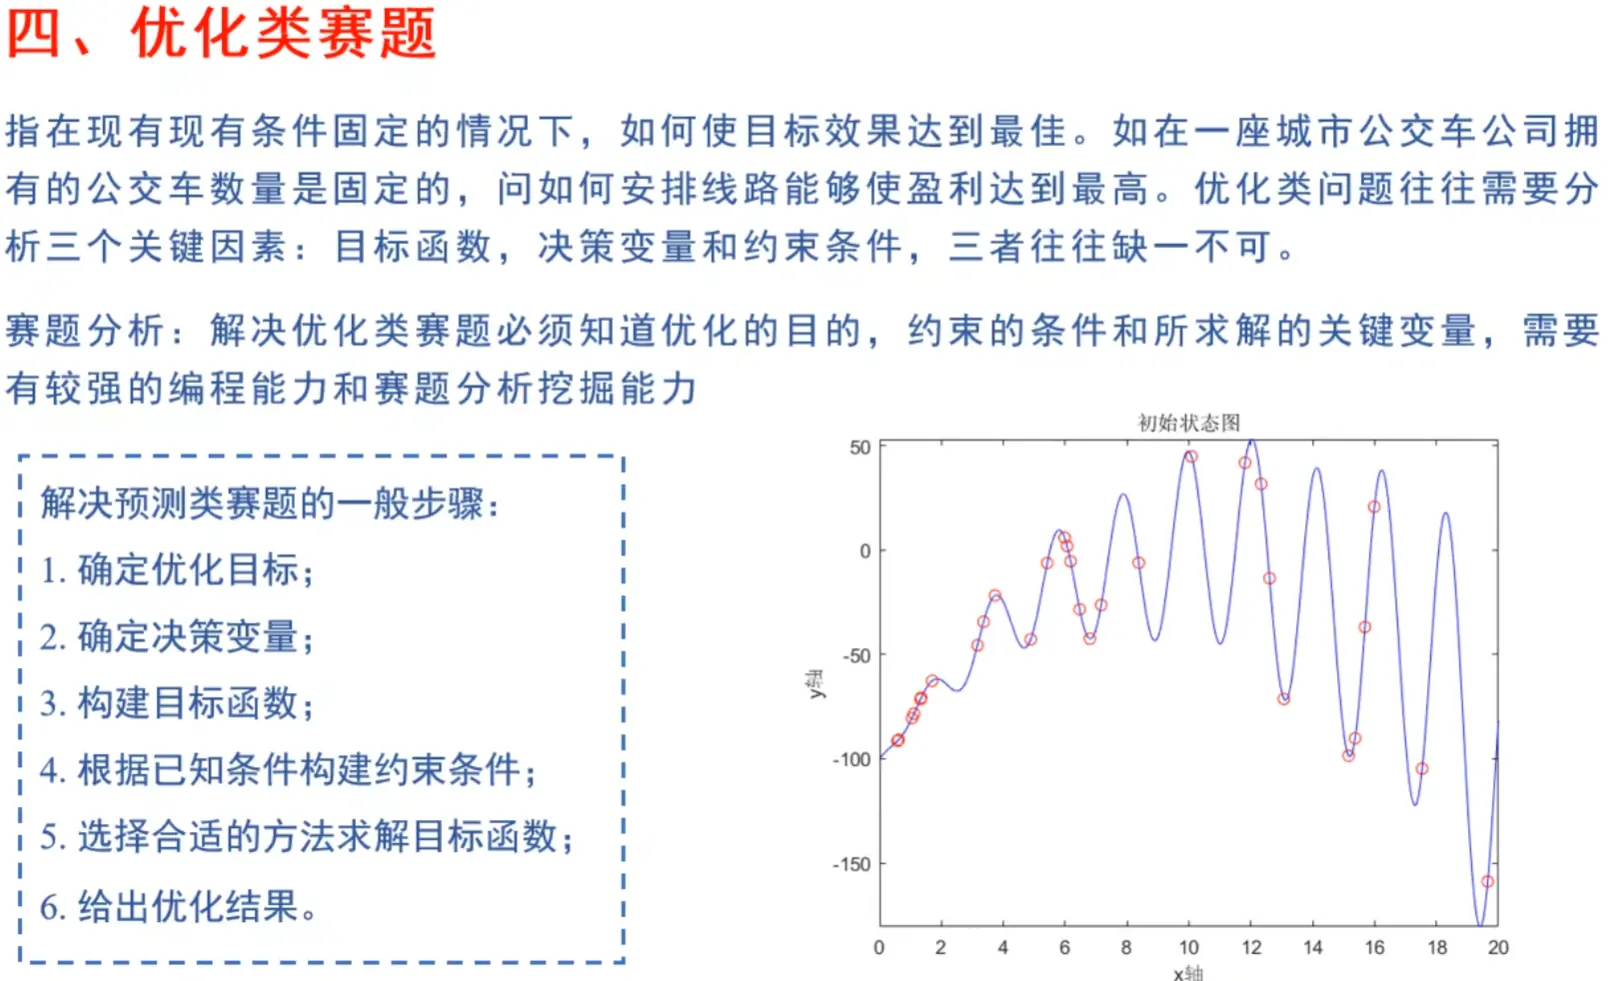 四、优化类赛题
指在现有现有条件固定的情况下，如何使目标效果达到最佳。如在一座城市公交车公司拥
有的公交车数量是固定的，问如何安排线路能够使盈利达到最高。优化类问题往往需要分
析三个关键因素：目标函数，决策变量和约束条件，三者往往缺一不可。
赛题分析：解决优化类赛题必须知道优化的目的，约束的条件和所求解的关键变量，需要
有较强的编程能力和赛题分析挖掘能力
解决预测类赛题的一般步骤：
1. 确定优化目标；
2. 确定决策变量；
3. 构建目标函数；
4. 根据已知条件构建约束条件；
5. 选择合适的方法求解目标函数；
6. 给出优化结果。
初始状态图
50
0
-50
-100
-150
y轴
0 2 4 6 8 10 12 14 16 18 20
x轴